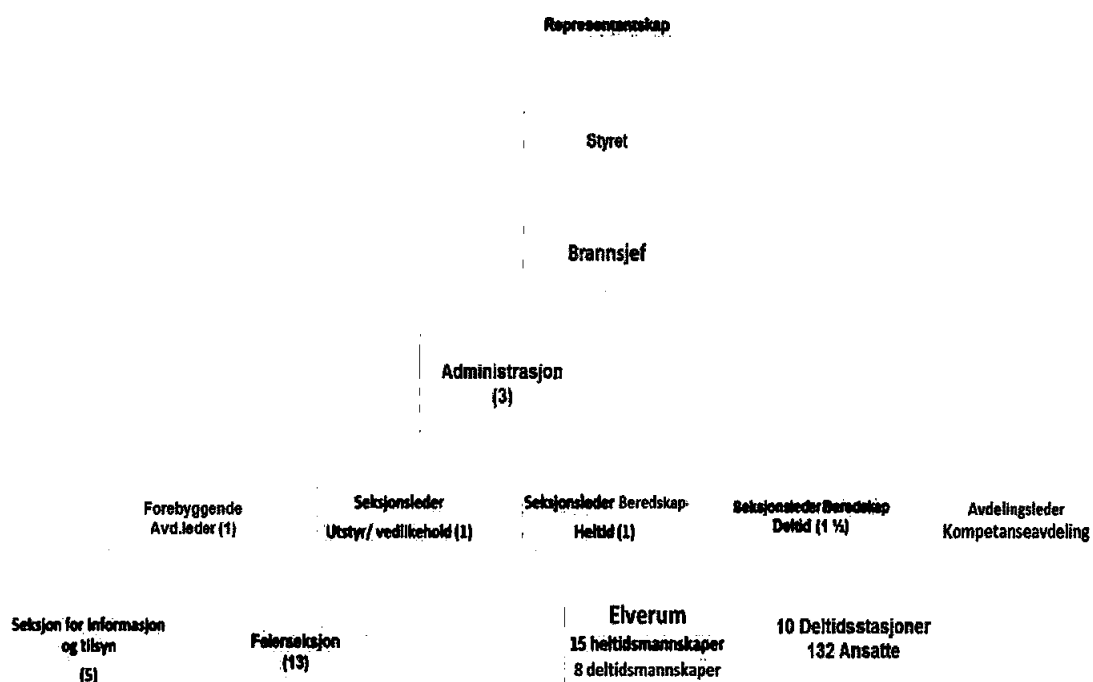 Representantskap
Styret
Brannsjef
Administrasjon
(3)
Forebyggende
Avd.leder (1)
Seksjonsleder
Utstyr/ vedilkehold (1)
Seksjonsleder Beredskap
Heltid (1)
Seksjonsleder Beredskap
Deltid (1 ½)
Avdelingsleder
Kompetanseavdeling
Seksjon for Informasjon
og tilsyn
(5)
Feierseksjon
(13)
Elverum
15 heltidsmannskaper
8 deltidsmannskaper
10 Deltidsstasjoner
132 Ansatte